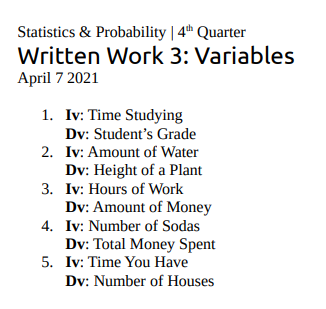 Statistics & Probability | 4th Quarter
Written Work 3: Variables
April 7 2021
1. Iv: Time Studying
Dv: Student’s Grade
2. Iv: Amount of Water
Dv: Height of a Plant
3. Iv: Hours of Work
Dv: Amount of Money
4. Iv: Number of Sodas
Dv: Total Money Spent
5. Iv: Time You Have
Dv: Number of Houses